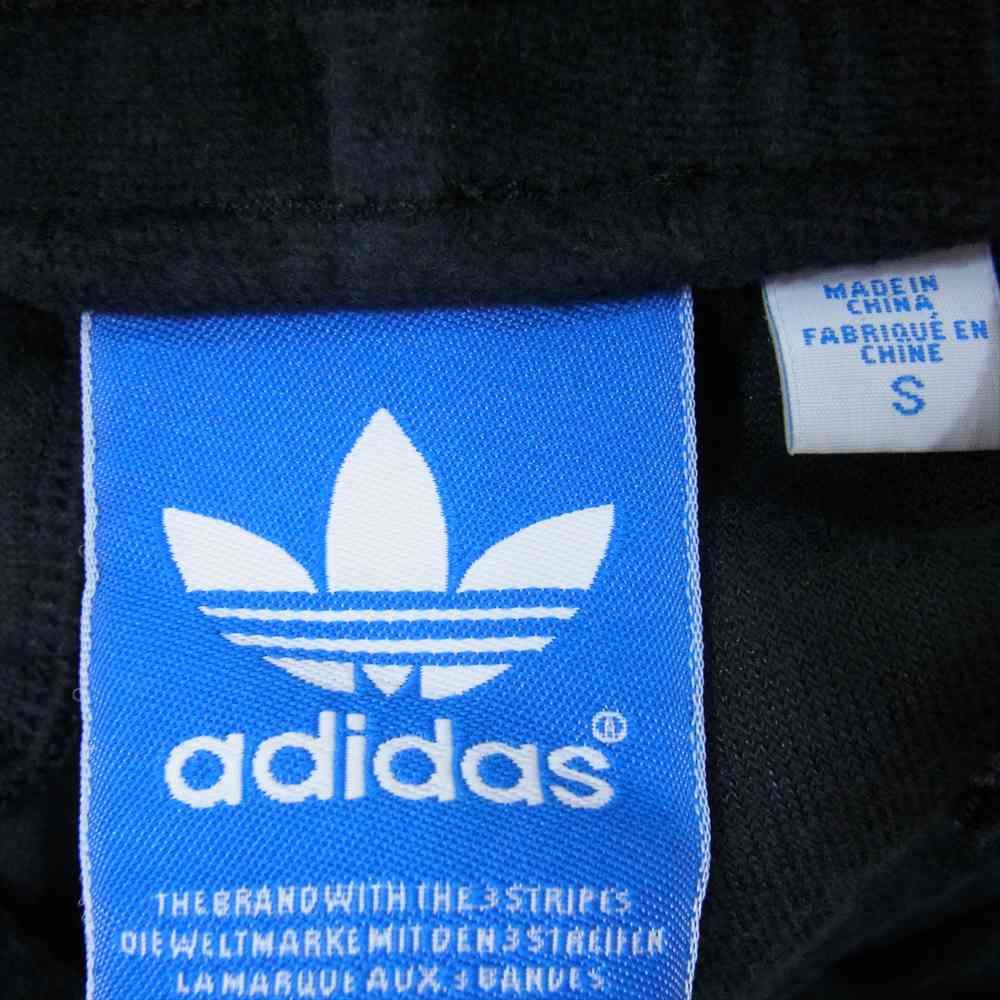 MADE IN
CHINA
FABRIQUÉ EN
CHINE
S
adidas®
THE BRAND WITH THE 3 STRIPES
DIE WELTMARKE MIT DEN 3 STREIFEN
LA MARQUE AUX 3 BANDES